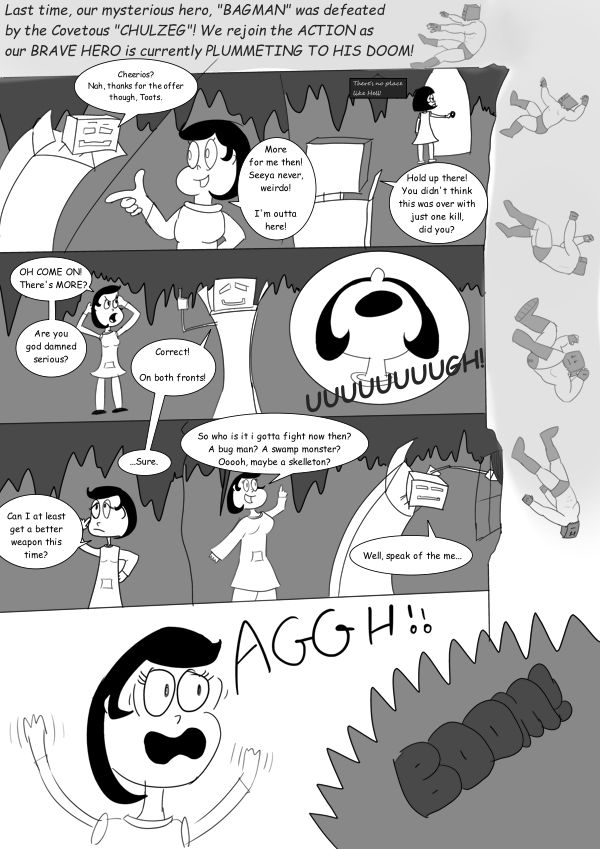 Last time, our mysterious hero, "BAGMAN" was defeated
by the Covetous "CHULZEG"! We rejoin the ACTION as
our BRAVE HERO is currently PLUMMETING TO HIS DOOM!
Cheerios?
Nah, thanks for the offer
though, Toots.
More
for me then!
Seeya never,
weirdo!
I'm outta
here!
There's no place
like Hell!
Hold up there!
You didn't think
this was over with
just one kill,
did you?
OH COME ON!
There's MORE?
Are you
god damned
serious?
Correct!
On both fronts!
UUUUUUUUGH!
...Sure.
Can I at least
get a better
weapon this
time?
So who is it i gotta fight now then?
A bug man? A swamp monster?
Ooooh, maybe a skelleton?
Well, speak of the me...
AGGH!!
BOOM!